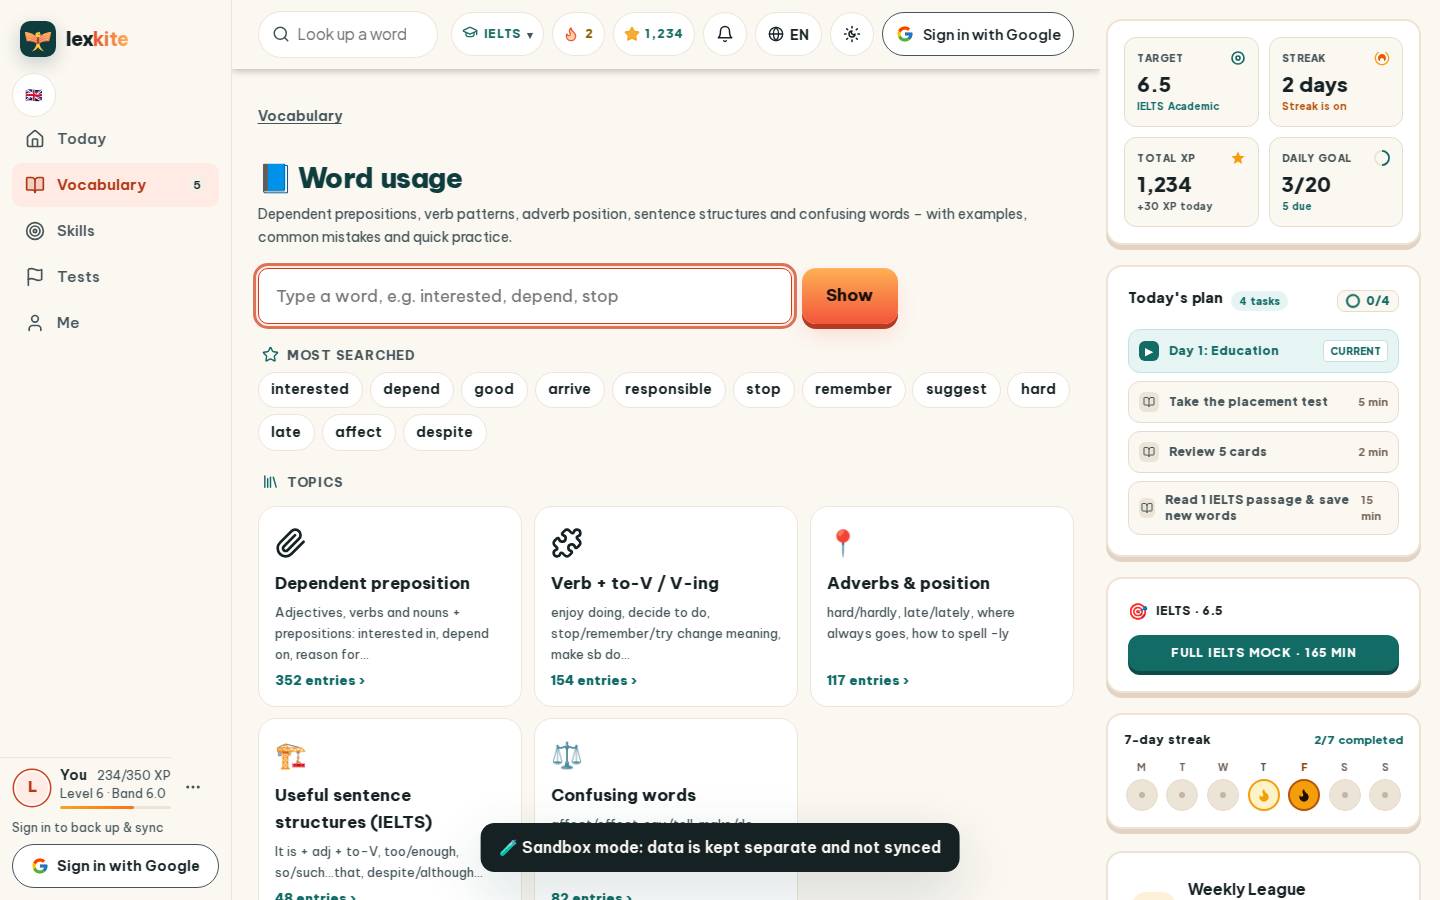 lexkite
Today
Vocabulary 5
Skills
Tests
Me
You 234/350 XP
Level 6 · Band 6.0
Sign in to back up & sync
Sign in with Google
Look up a word
IELTS ▾
2
1,234
EN
Sign in with Google
Vocabulary
Word usage
Dependent prepositions, verb patterns, adverb position, sentence structures and confusing words – with examples,
common mistakes and quick practice.
Type a word, e.g. interested, depend, stop
Show
MOST SEARCHED
interested depend good arrive responsible stop remember suggest hard
late affect despite
TOPICS
Dependent preposition
Adjectives, verbs and nouns +
prepositions: interested in, depend
on, reason for...
352 entries ›
Verb + to-V / V-ing
enjoy doing, decide to do,
stop/remember/try change meaning,
make sb do...
154 entries ›
Adverbs & position
hard/hardly, late/lately, where
always goes, how to spell -ly
117 entries ›
Useful sentence
structures (IELTS)
It is + adj + to-V, too/enough,
so/such...that, despite/although...
48 entries ›
Confusing words
82 entries ›
Sandbox mode: data is kept separate and not synced
TARGET
6.5
IELTS Academic
STREAK
2 days
Streak is on
TOTAL XP
1,234
+30 XP today
DAILY GOAL
3/20
5 due
Today's plan 4 tasks 0/4
Day 1: Education CURRENT
Take the placement test 5 min
Review 5 cards 2 min
Read 1 IELTS passage & save 15
new words min
IELTS · 6.5
FULL IELTS MOCK · 165 MIN
7-day streak 2/7 completed
M T W T F S S
Weekly League
L